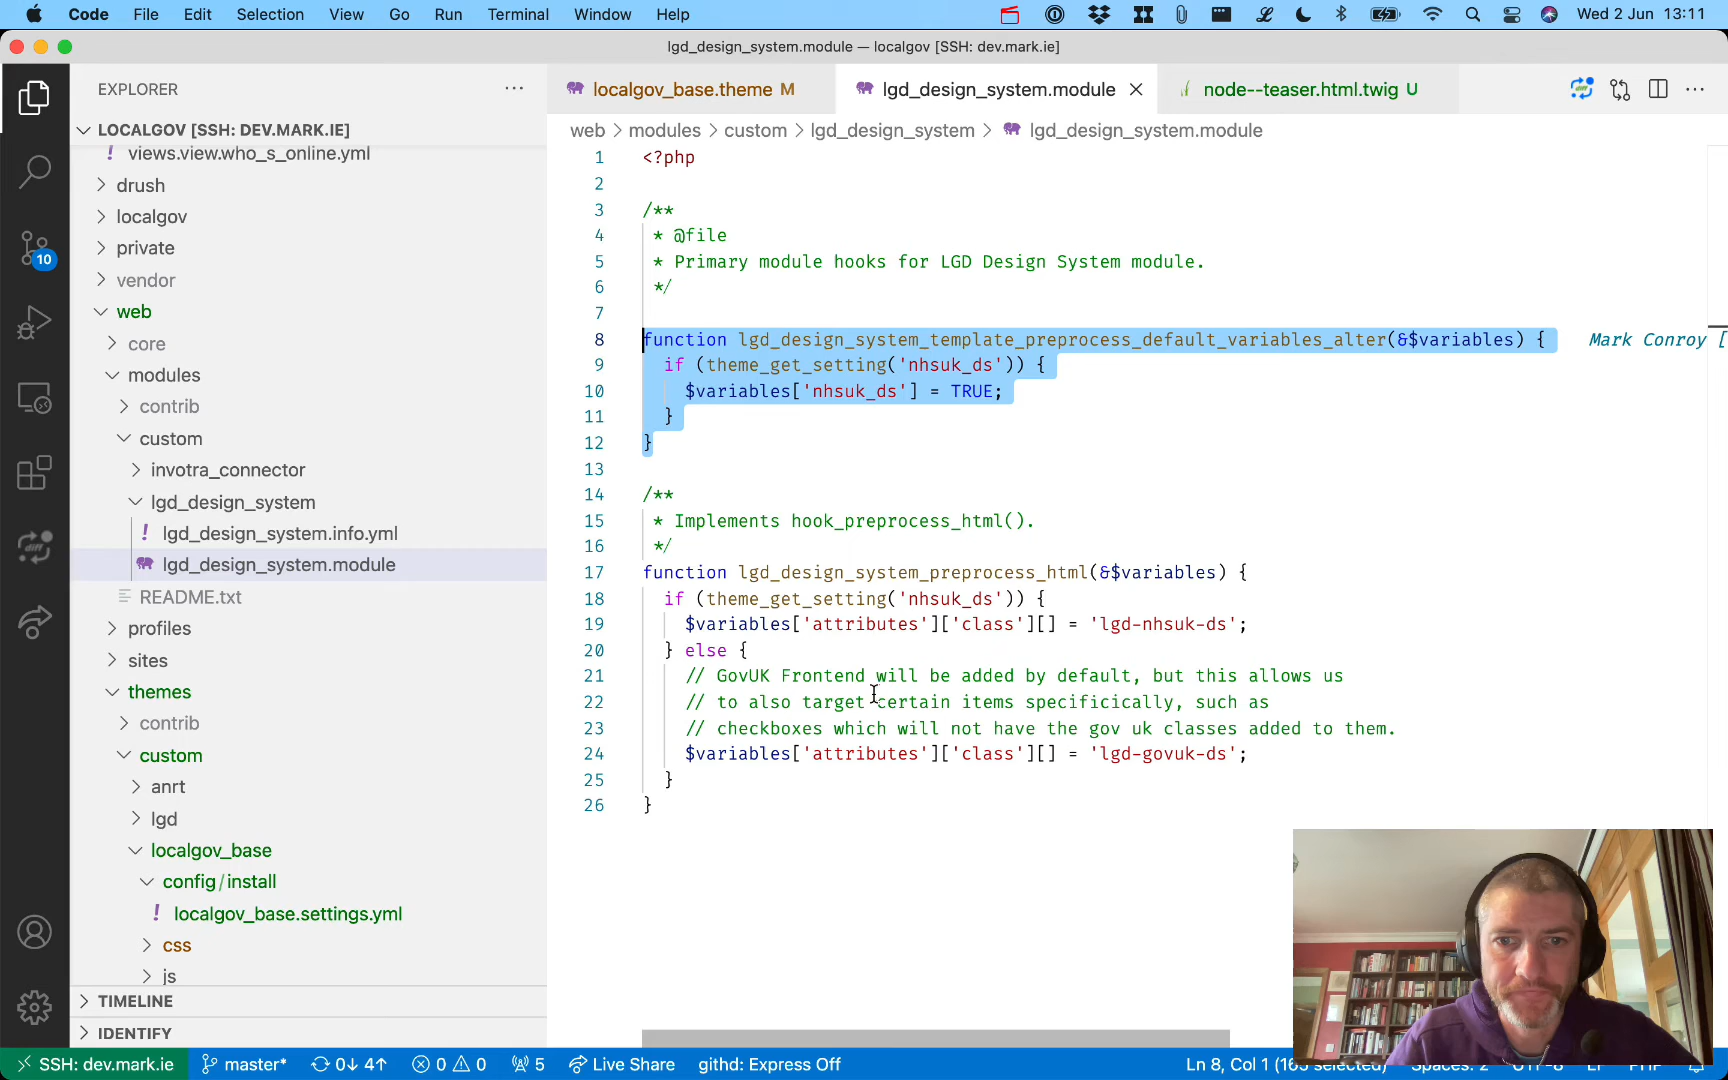 Code File Edit Selection View Go Run Terminal Window Help Wed 2 Jun 13:11
lgd_design_system.module — localgov [SSH: dev.mark.ie]
EXPLORER
localgov_base.theme M
lgd_design_system.module
node--teaser.html.twig U
LOCALGOV [SSH: DEV.MARK.IE]
web > modules > custom > lgd_design_system > lgd_design_system.module
! views.view.who_s_online.yml
drush
localgov
private
vendor
web
core
modules
contrib
custom
invotra_connector
lgd_design_system
! lgd_design_system.info.yml
lgd_design_system.module
README.txt
profiles
sites
themes
contrib
custom
anrt
lgd
localgov_base
config/install
! localgov_base.settings.yml
css
js
TIMELINE
IDENTIFY
10
1 <?php
2
3 /**
4 * @file
5 * Primary module hooks for LGD Design System module.
6 */
7
8 function lgd_design_system_template_preprocess_default_variables_alter(&$variables) { Mark Conroy [
9 if (theme_get_setting('nhsuk_ds')) {
10 $variables['nhsuk_ds'] = TRUE;
11 }
12 }
13
14 /**
15 * Implements hook_preprocess_html().
16 */
17 function lgd_design_system_preprocess_html(&$variables) {
18 if (theme_get_setting('nhsuk_ds')) {
19 $variables['attributes']['class'][] = 'lgd-nhsuk-ds';
20 } else {
21 // GovUK Frontend will be added by default, but this allows us
22 // to also target certain items specificically, such as
23 // checkboxes which will not have the gov uk classes added to them.
24 $variables['attributes']['class'][] = 'lgd-govuk-ds';
25 }
26 }
SSH: dev.mark.ie master* 0↓ 4↑ 0 0 5 Live Share githd: Express Off Ln 8, Col 1 (165 selected)